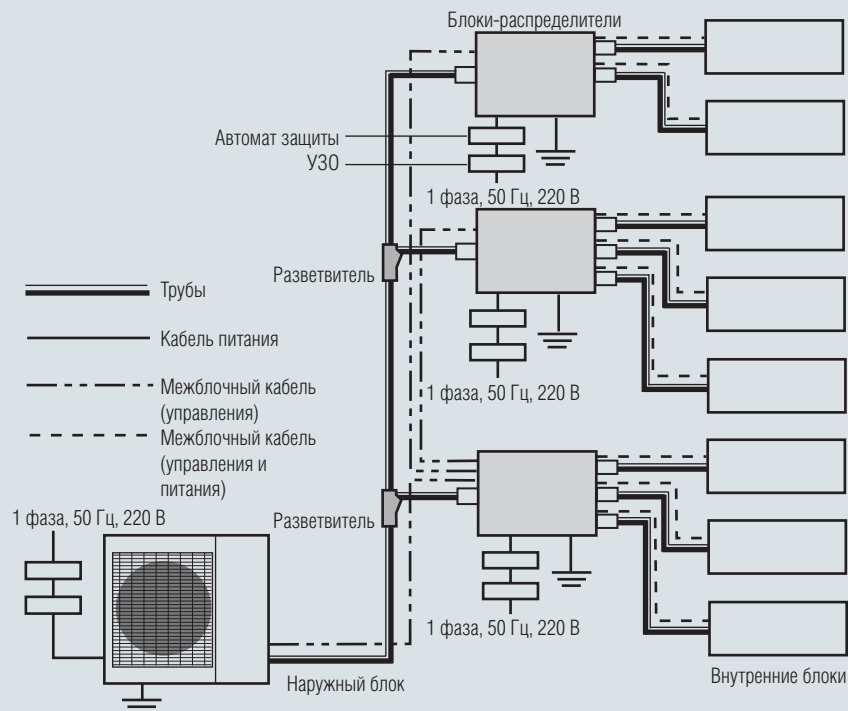 Блоки-распределители
Автомат защиты
УЗО
1 фаза, 50 Гц, 220 В
Разветвитель
Трубы
Кабель питания
1 фаза, 50 Гц, 220 В
Межблочный кабель
(управления)
Межблочный кабель
(управления и
питания)
1 фаза, 50 Гц, 220 В
Разветвитель
1 фаза, 50 Гц, 220 В
Наружный блок
Внутренние блоки